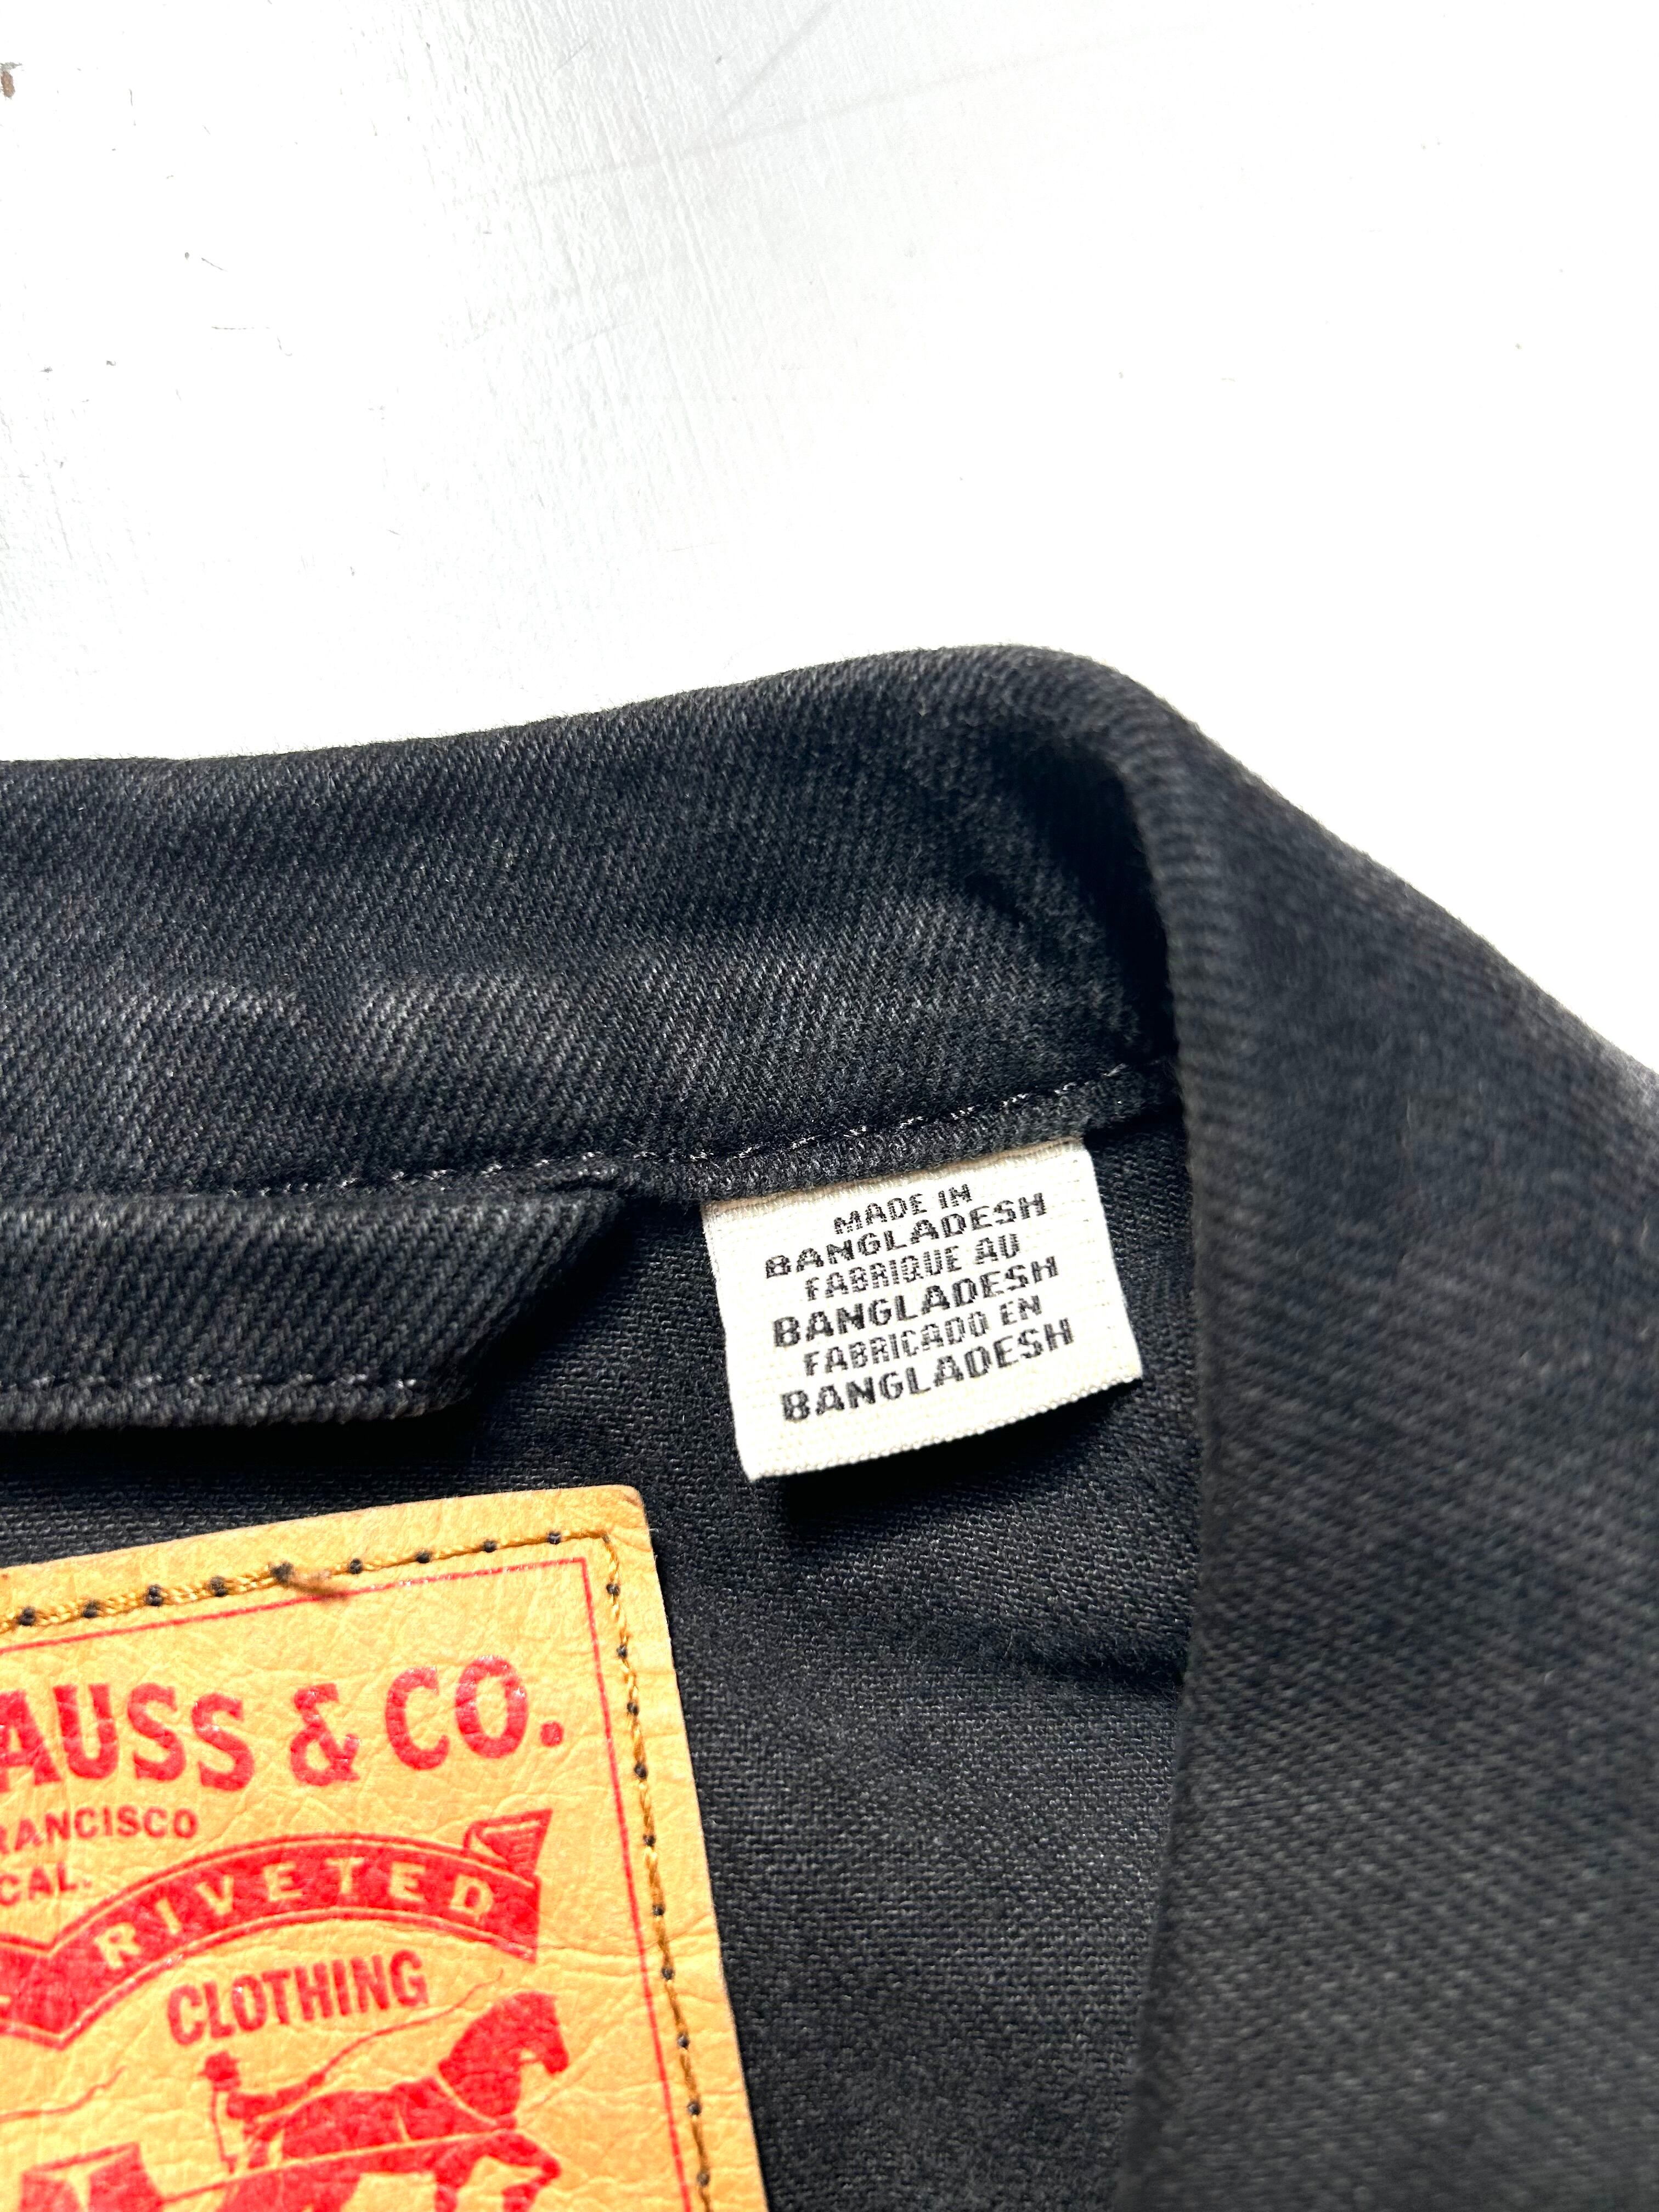 MADE IN
BANGLADESH
FABRIQUE AU
BANGLADESH
FABRICADO EN
BANGLADESH
AUSS & CO.
RANCISCO
CAL.
RIVETED
CLOTHING